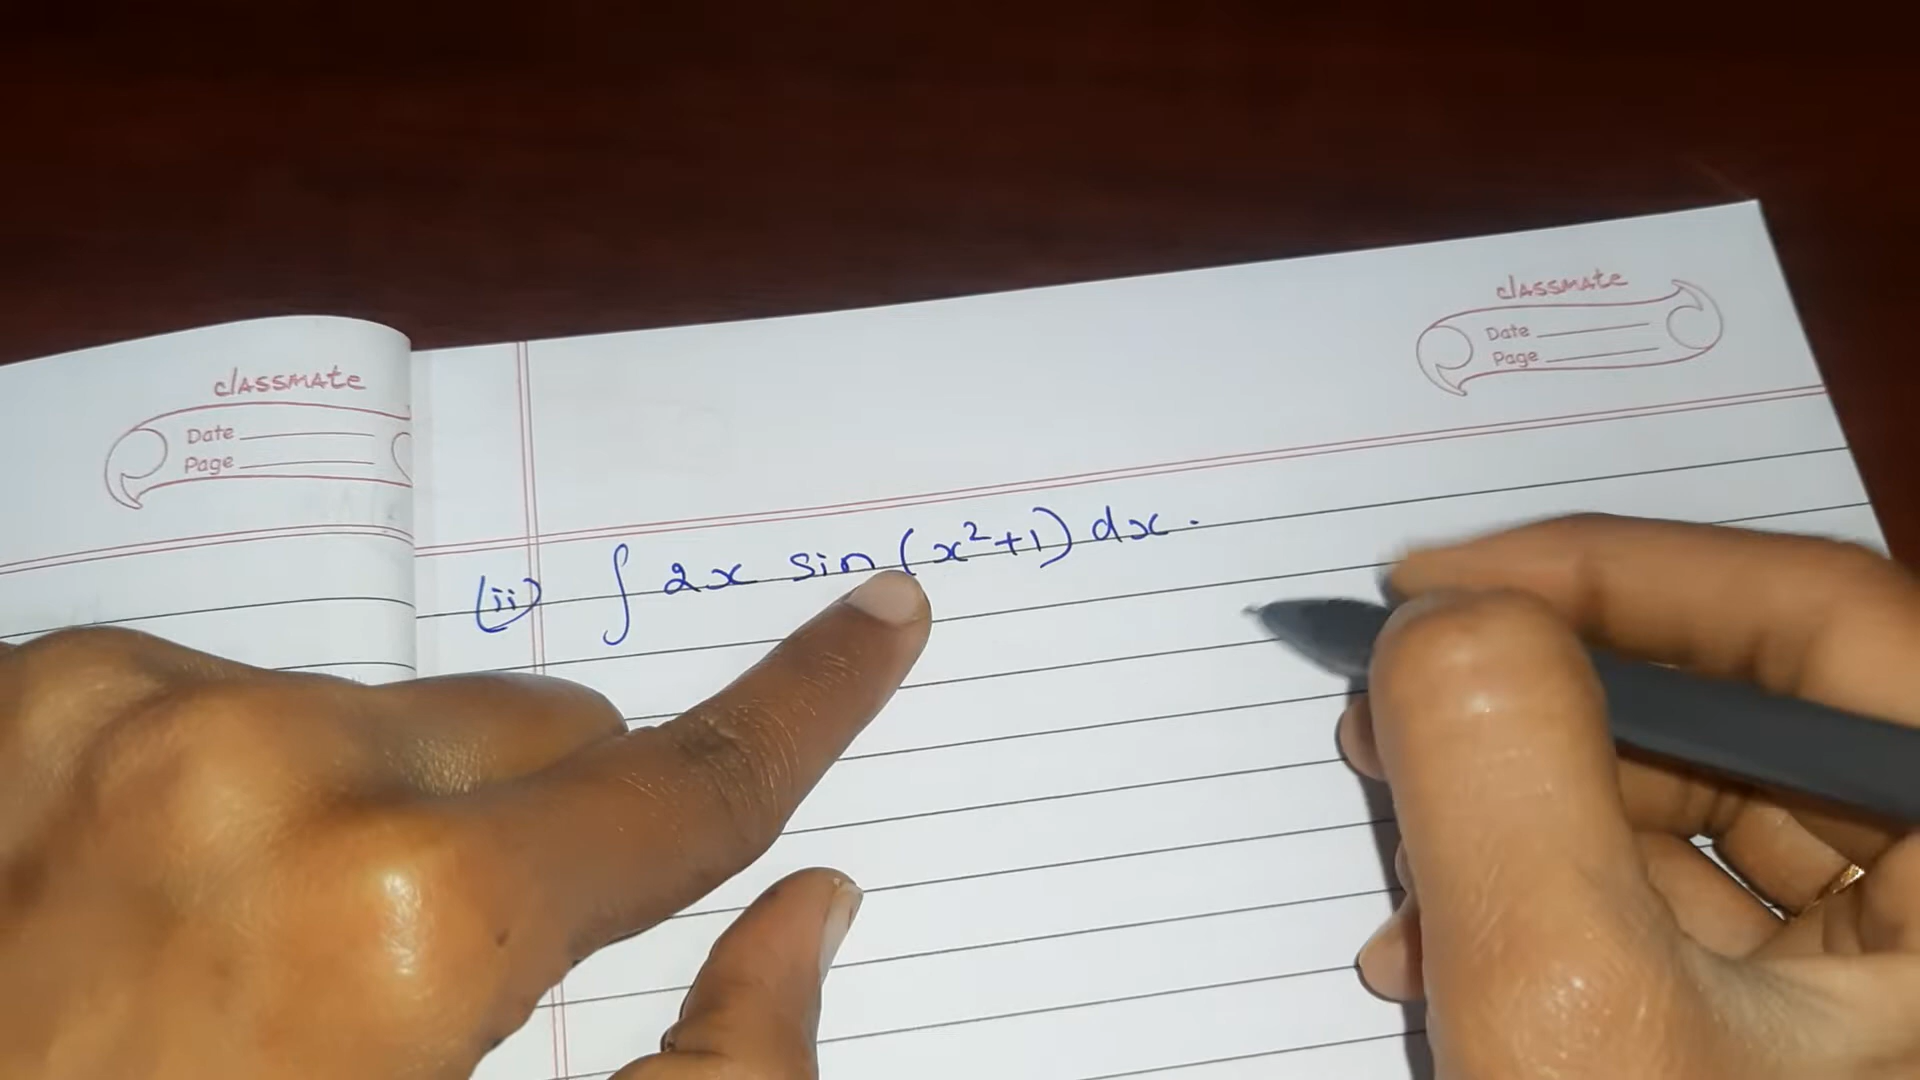 classmate
Date
Page
classmate
Date
Page
(ii) ∫ 2x sin (x²+1) dx.